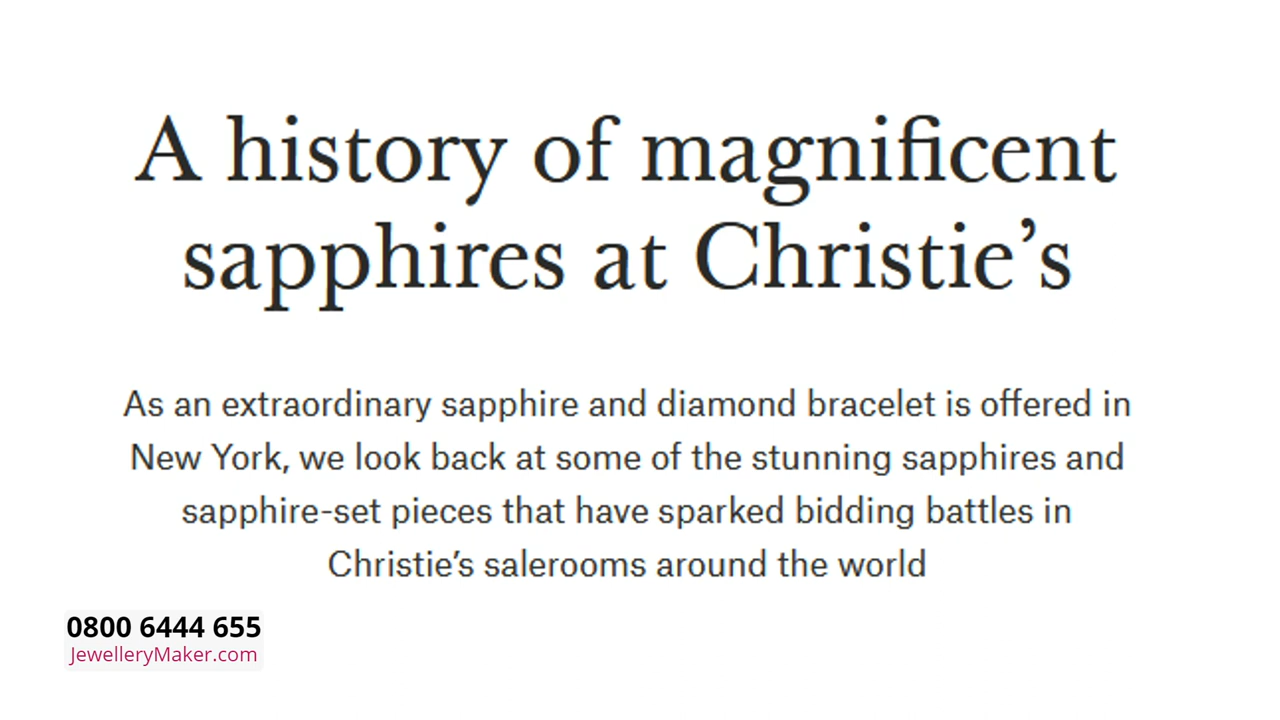 A history of magnificent
sapphires at Christie’s
As an extraordinary sapphire and diamond bracelet is offered in
New York, we look back at some of the stunning sapphires and
sapphire-set pieces that have sparked bidding battles in
Christie’s salerooms around the world
0800 6444 655
JewelleryMaker.com